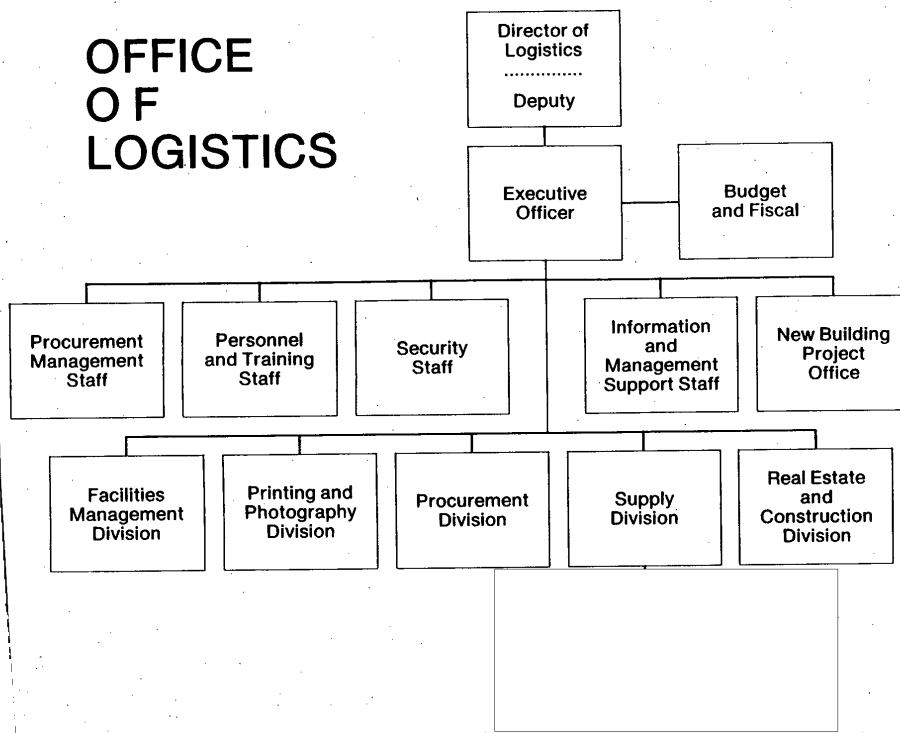 OFFICE
OF
LOGISTICS
Director of
Logistics
...............
Deputy
Executive
Officer
Budget
and Fiscal
Procurement
Management
Staff
Personnel
and Training
Staff
Security
Staff
Information
and
Management
Support Staff
New Building
Project
Office
Facilities
Management
Division
Printing and
Photography
Division
Procurement
Division
Supply
Division
Real Estate
and
Construction
Division